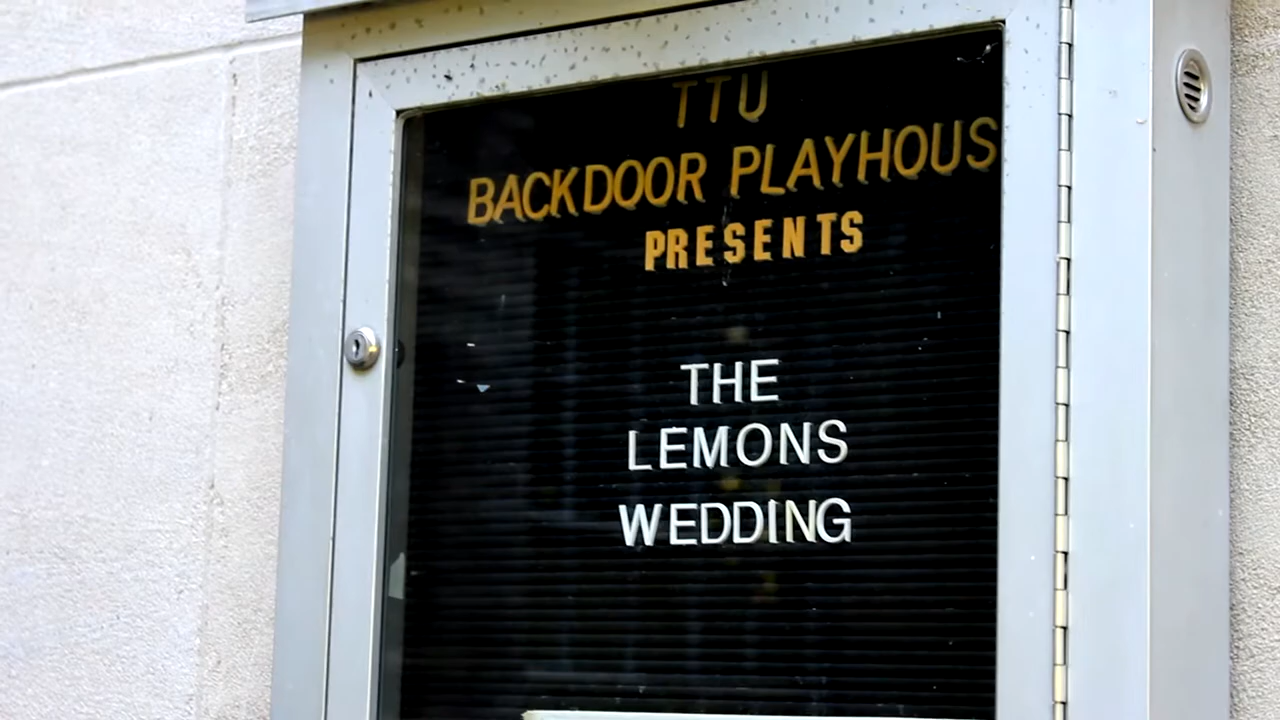 TTU
BACKDOOR PLAYHOUS
PRESENTS
THE
LEMONS
WEDDING